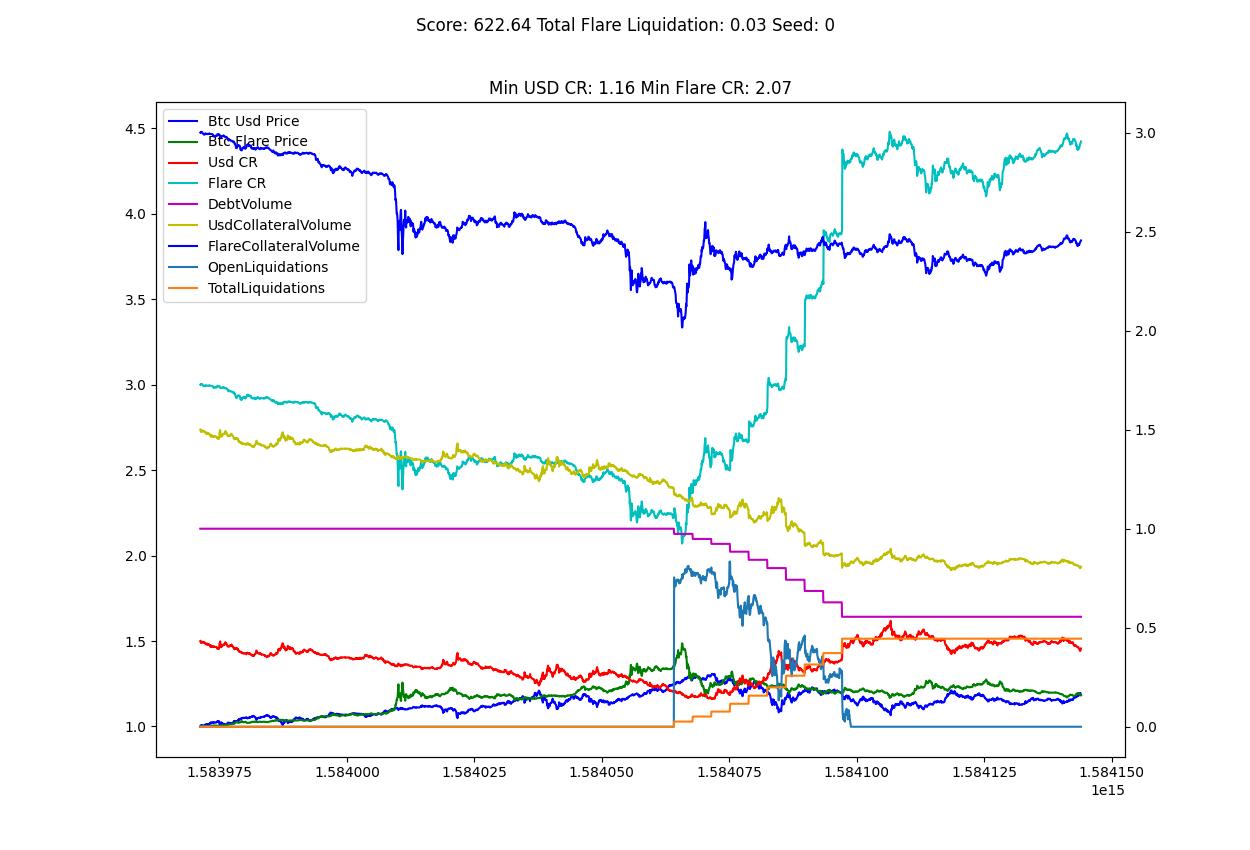 Score: 622.64 Total Flare Liquidation: 0.03 Seed: 0
Min USD CR: 1.16 Min Flare CR: 2.07
Btc Usd Price
Btc Flare Price
Usd CR
Flare CR
DebtVolume
UsdCollateralVolume
FlareCollateralVolume
OpenLiquidations
TotalLiquidations
4.5
4.0
3.5
3.0
2.5
2.0
1.5
1.0
3.0
2.5
2.0
1.5
1.0
0.5
0.0
1.583975 1.584000 1.584025 1.584050 1.584075 1.584100 1.584125 1.584150
1e15